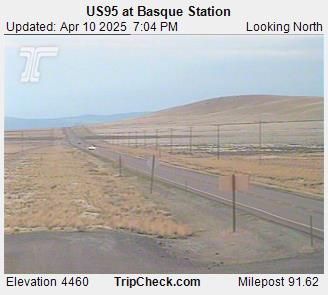 US95 at Basque Station
Updated: Apr 10 2025 7:04 PM Looking North
Elevation 4460 TripCheck.com Milepost 91.62